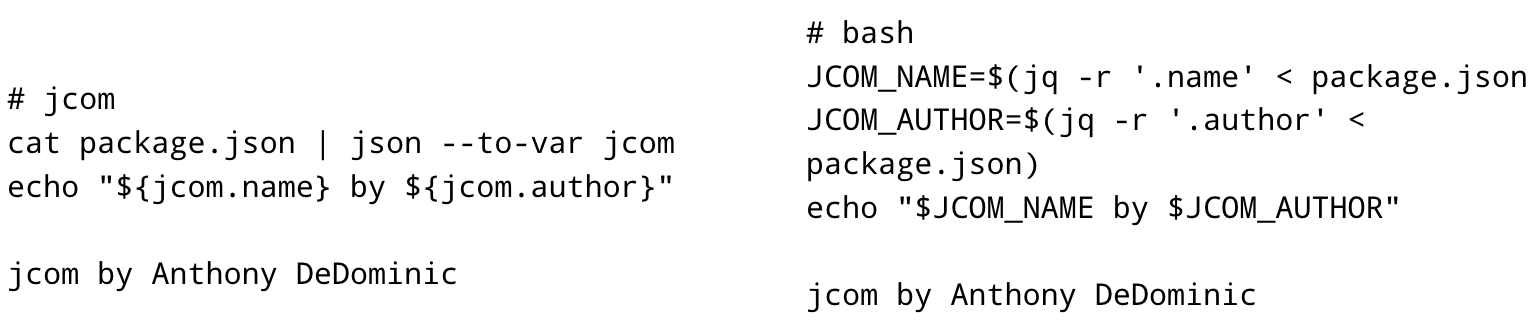 # jcom
cat package.json | json --to-var jcom
echo "${jcom.name} by ${jcom.author}"

jcom by Anthony DeDominic

# bash
JCOM_NAME=$(jq -r '.name' < package.json
JCOM_AUTHOR=$(jq -r '.author' <
package.json)
echo "$JCOM_NAME by $JCOM_AUTHOR"

jcom by Anthony DeDominic